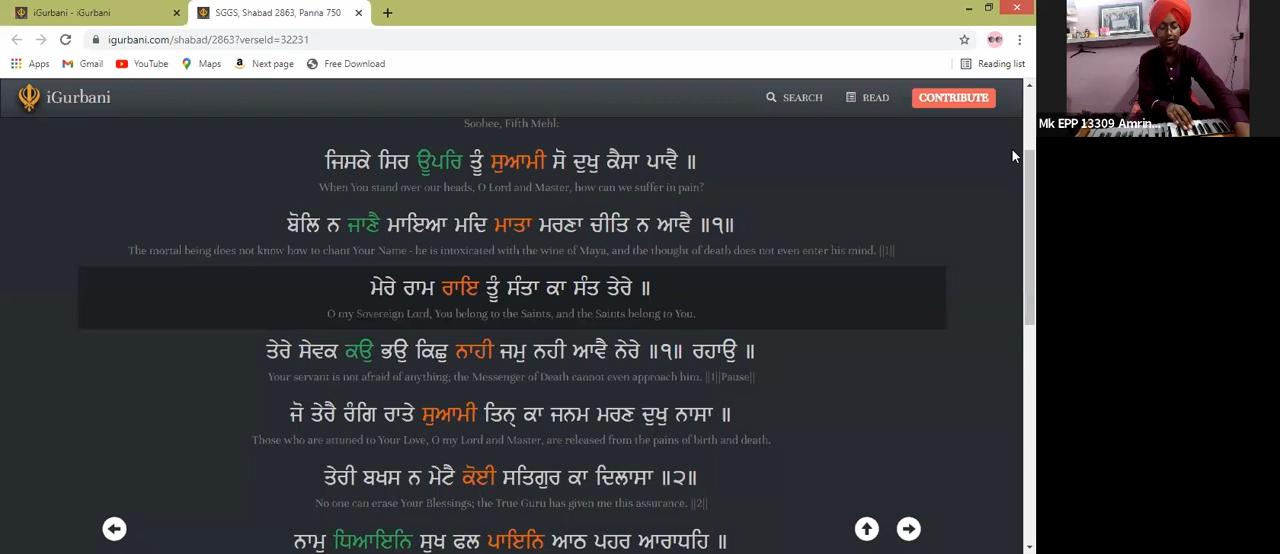 iGurbani - iGurbani
SGGS, Shabad 2863, Panna 750
igurbani.com/shabad/2863?verseId=32231
Apps Gmail YouTube Maps Next page Free Download Reading list
iGurbani SEARCH READ CONTRIBUTE
Soohee, Fifth Mehl:
ਜਿਸਕੇ ਸਿਰ ਊਪਰਿ ਤੂੰ ਸੁਆਮੀ ਸੋ ਦੁਖੁ ਕੈਸਾ ਪਾਵੈ ॥
When You stand over our heads, O Lord and Master, how can we suffer in pain?
ਬੋਲਿ ਨ ਜਾਣੈ ਮਾਇਆ ਮਦਿ ਮਾਤਾ ਮਰਣਾ ਚੀਤਿ ਨ ਆਵੈ ॥੧॥
The mortal being does not know how to chant Your Name - he is intoxicated with the wine of Maya, and the thought of death does not even enter his mind. ||1||
ਮੇਰੇ ਰਾਮ ਰਾਇ ਤੂੰ ਸੰਤਾ ਕਾ ਸੰਤ ਤੇਰੇ ॥
O my Sovereign Lord, You belong to the Saints, and the Saints belong to You.
ਤੇਰੇ ਸੇਵਕ ਕਉ ਭਉ ਕਿਛੁ ਨਾਹੀ ਜਮੁ ਨਹੀ ਆਵੈ ਨੇਰੇ ॥੧॥ ਰਹਾਉ ॥
Your servant is not afraid of anything; the Messenger of Death cannot even approach him. ||1||Pause||
ਜੋ ਤੇਰੈ ਰੰਗਿ ਰਾਤੇ ਸੁਆਮੀ ਤਿਨ੍ ਕਾ ਜਨਮ ਮਰਣ ਦੁਖੁ ਨਾਸਾ ॥
Those who are attuned to Your Love, O my Lord and Master, are released from the pains of birth and death.
ਤੇਰੀ ਬਖਸ ਨ ਮੇਟੈ ਕੋਈ ਸਤਿਗੁਰ ਕਾ ਦਿਲਾਸਾ ॥੨॥
No one can erase Your Blessings; the True Guru has given me this assurance. ||2||
ਨਾਮੁ ਧਿਆਇਨਿ ਸੁਖ ਫਲ ਪਾਇਨਿ ਆਠ ਪਹਰ ਆਰਾਧਹਿ ॥
Mk EPP 13309 Amrin...